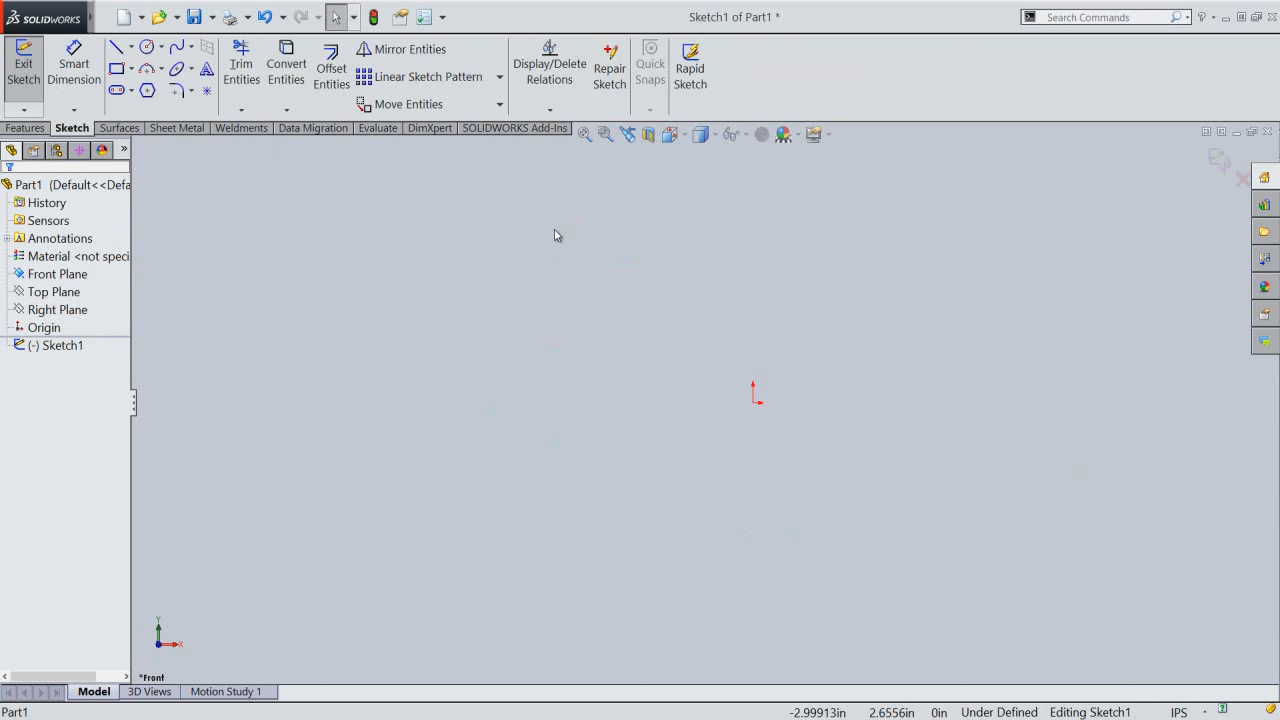 SOLIDWORKS
Sketch1 of Part1 *
Search Commands
Exit Sketch
Smart Dimension
Trim Entities
Convert Entities
Offset Entities
Mirror Entities
Linear Sketch Pattern
Move Entities
Display/Delete Relations
Repair Sketch
Quick Snaps
Rapid Sketch
Features Sketch Surfaces Sheet Metal Weldments Data Migration Evaluate DimXpert SOLIDWORKS Add-Ins
Part1 (Default<<Defa
History
Sensors
Annotations
Material <not speci
Front Plane
Top Plane
Right Plane
Origin
(-) Sketch1
Y
X
*Front
Model 3D Views Motion Study 1
Part1 -2.99913in 2.6556in 0in Under Defined Editing Sketch1 IPS